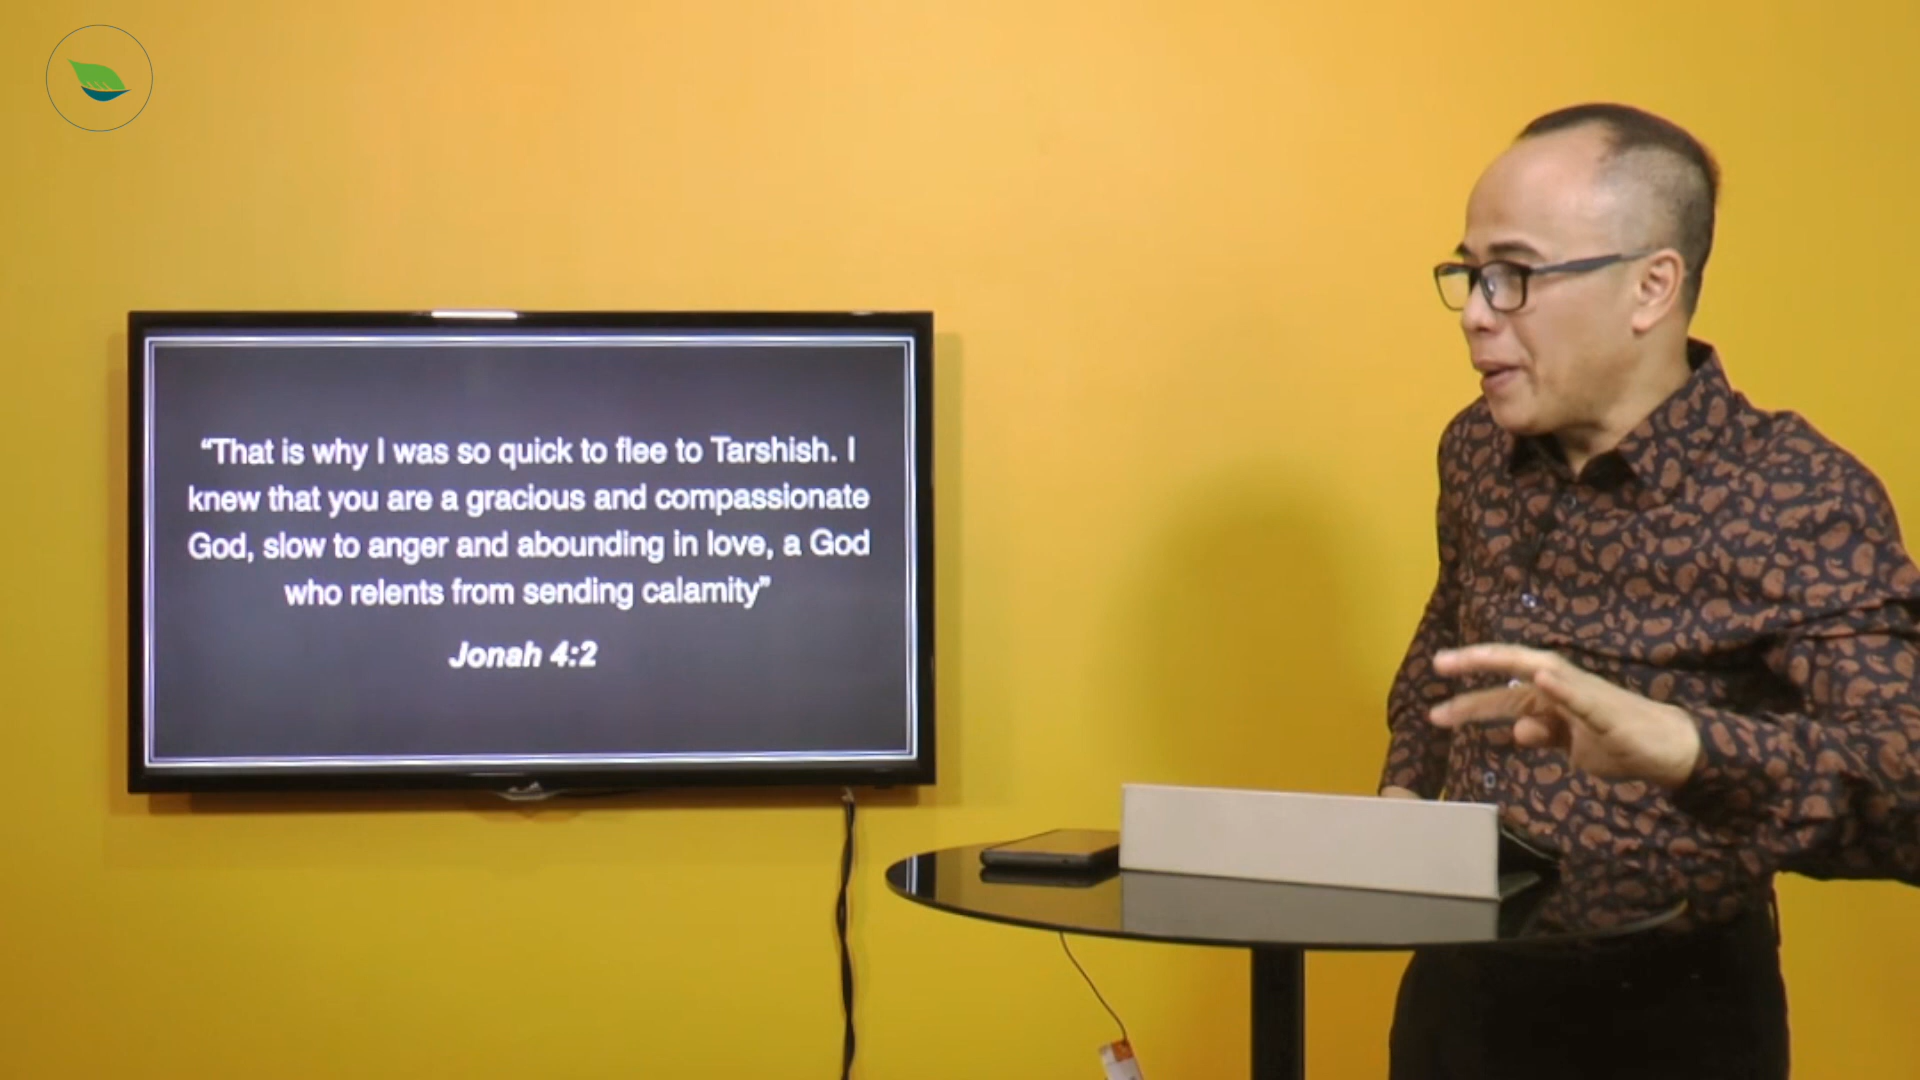 “That is why I was so quick to flee to Tarshish. I
knew that you are a gracious and compassionate
God, slow to anger and abounding in love, a God
who relents from sending calamity”
Jonah 4:2